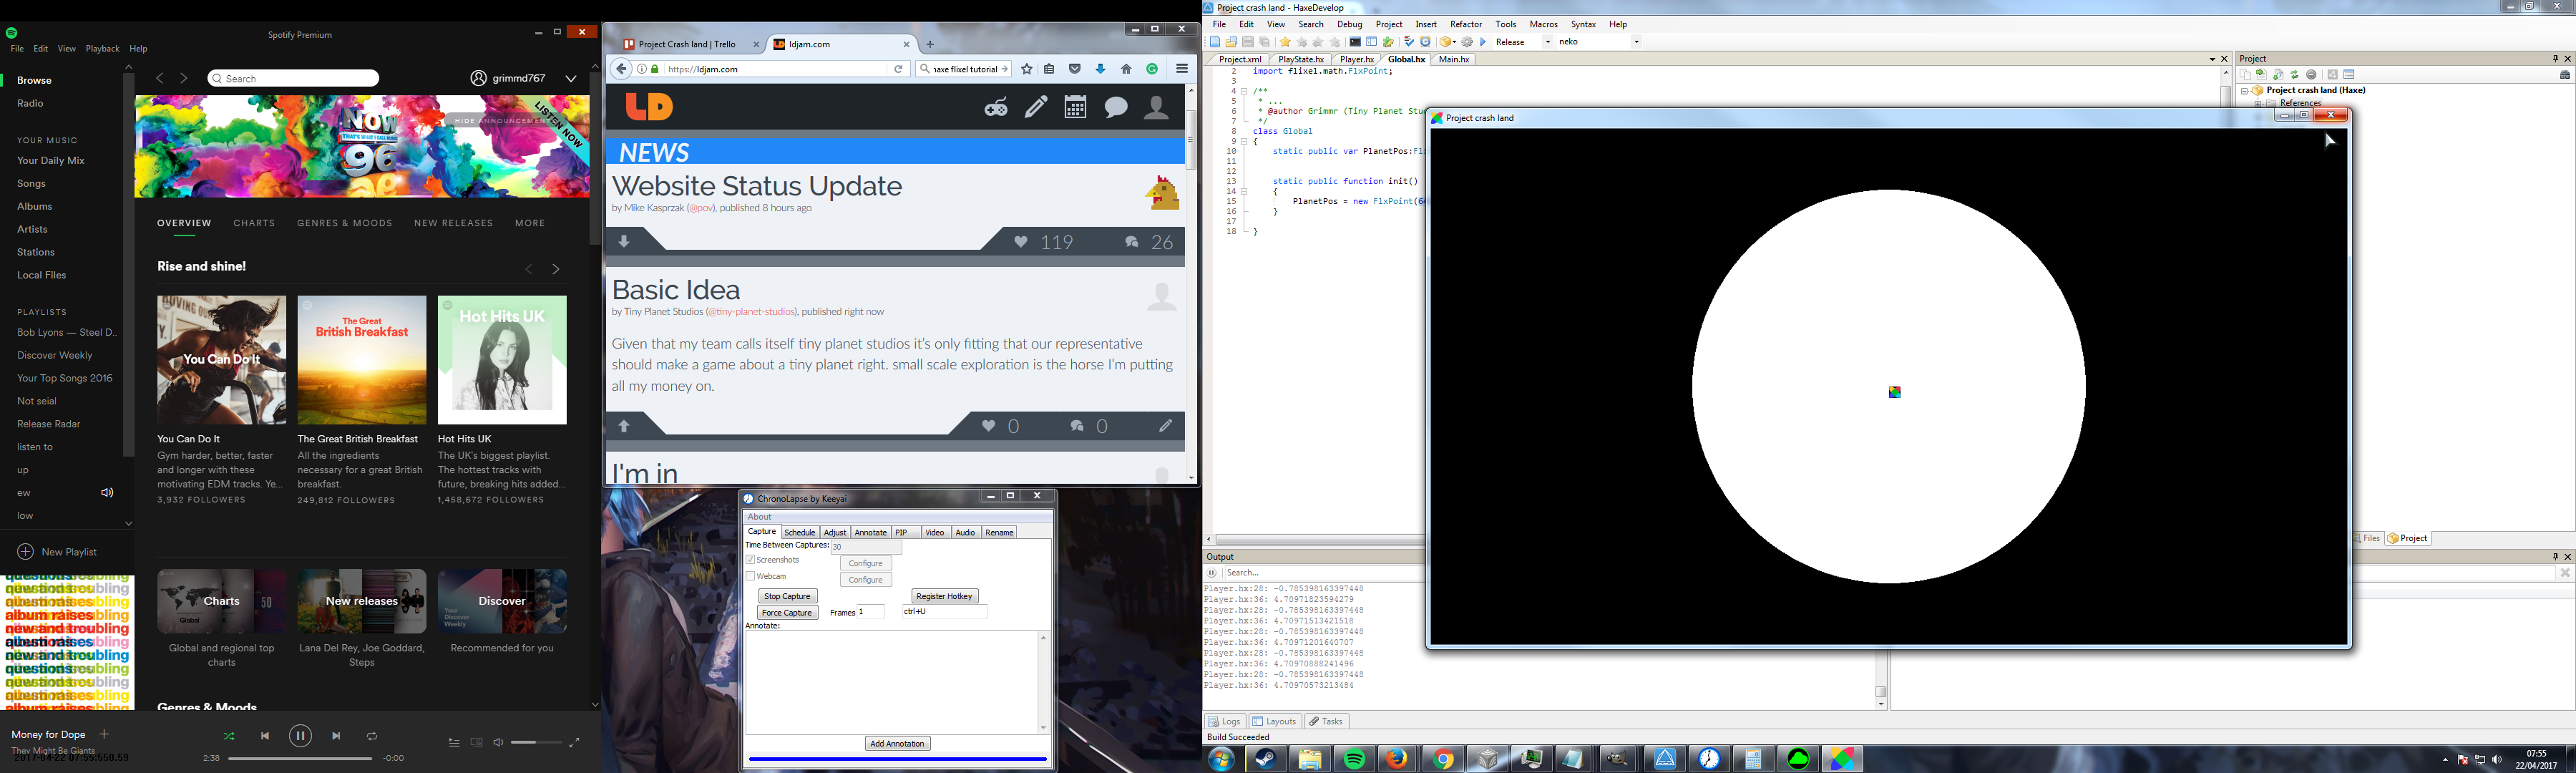 Spotify Premium
File Edit View Playback Help
Browse
Radio
YOUR MUSIC
Your Daily Mix
Songs
Albums
Artists
Stations
Local Files
PLAYLISTS
Bob Lyons — Steel D..
Discover Weekly
Your Top Songs 2016
Not seial
Release Radar
listen to
up
ew
low
New Playlist
Search
grimmd767
NOW
THAT'S WHAT I CALL MUSIC
96
HIDE ANNOUNCEMENTS
LISTEN NOW
OVERVIEW CHARTS GENRES & MOODS NEW RELEASES MORE
Rise and shine!
You Can Do It
The Great
British Breakfast
Hot Hits UK
You Can Do It
Gym harder, better, faster
and longer with these
motivating EDM tracks. Ye...
3,932 FOLLOWERS
The Great British Breakfast
All the ingredients
necessary for a great British
breakfast.
249,812 FOLLOWERS
Hot Hits UK
The UK's biggest playlist.
The hottest tracks with
future, breaking hits added...
1,458,672 FOLLOWERS
Charts
Global and regional top
charts
New releases
Lana Del Rey, Joe Goddard,
Steps
Discover
Recommended for you
Genres & Moods
Money for Dope
They Might Be Giants
2017-04-22 07:55:550.59
2:38
-0:00
Project Crash land | Trello
ldjam.com
https://ldjam.com
haxe flixel tutorial
LD
NEWS
Website Status Update
by Mike Kasprzak (@pov), published 8 hours ago
119 26
Basic Idea
by Tiny Planet Studios (@tiny-planet-studios), published right now
Given that my team calls itself tiny planet studios it's only fitting that our representative
should make a game about a tiny planet right. small scale exploration is the horse I'm putting
all my money on.
0 0
I'm in
ChronoLapse by Keeyai
About
Capture Schedule Adjust Annotate PIP Video Audio Rename
Time Between Captures: 30
Screenshots Configure
Webcam Configure
Stop Capture Register Hotkey
Force Capture Frames 1 ctrl+U
Annotate:
Add Annotation
Project crash land - HaxeDevelop
File Edit View Search Debug Project Insert Refactor Tools Macros Syntax Help
Release neko
Project.xml PlayState.hx Player.hx Global.hx Main.hx
2 import flixel.math.FlxPoint;
3
4 /**
5 * ...
6 * @author Grimmr (Tiny Planet Stu
7 */
8 class Global
9 {
10 static public var PlanetPos:Fl
11
12
13 static public function init()
14 {
15 PlanetPos = new FlxPoint(6
16 }
17
18 }
Project
Project crash land (Haxe)
References
Project crash land
Files Project
Output
Search...
Player.hx:28: -0.785398163397448
Player.hx:36: 4.70971823594279
Player.hx:28: -0.785398163397448
Player.hx:36: 4.70971513421518
Player.hx:28: -0.785398163397448
Player.hx:36: 4.70971201640707
Player.hx:28: -0.785398163397448
Player.hx:36: 4.70970888241496
Player.hx:28: -0.785398163397448
Player.hx:36: 4.70970573213484
Logs Layouts Tasks
Build Succeeded
07:55
22/04/2017